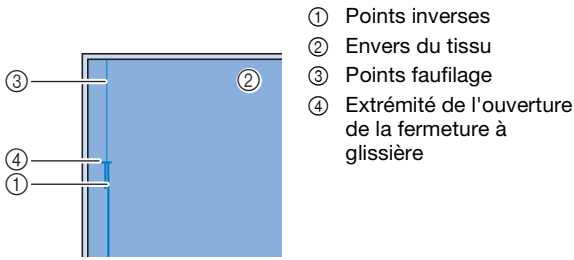 ① Points inverses
② Envers du tissu
③ Points faufilage
④ Extrémité de l'ouverture
de la fermeture à
glissière
③
②
④
①